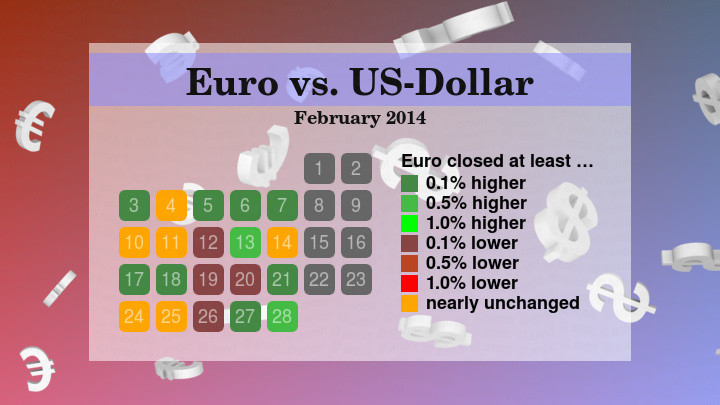 Euro vs. US-Dollar
February 2014
1 2
3 4 5 6 7 8 9
10 11 12 13 14 15 16
17 18 19 20 21 22 23
24 25 26 27 28
Euro closed at least …
0.1% higher
0.5% higher
1.0% higher
0.1% lower
0.5% lower
1.0% lower
nearly unchanged